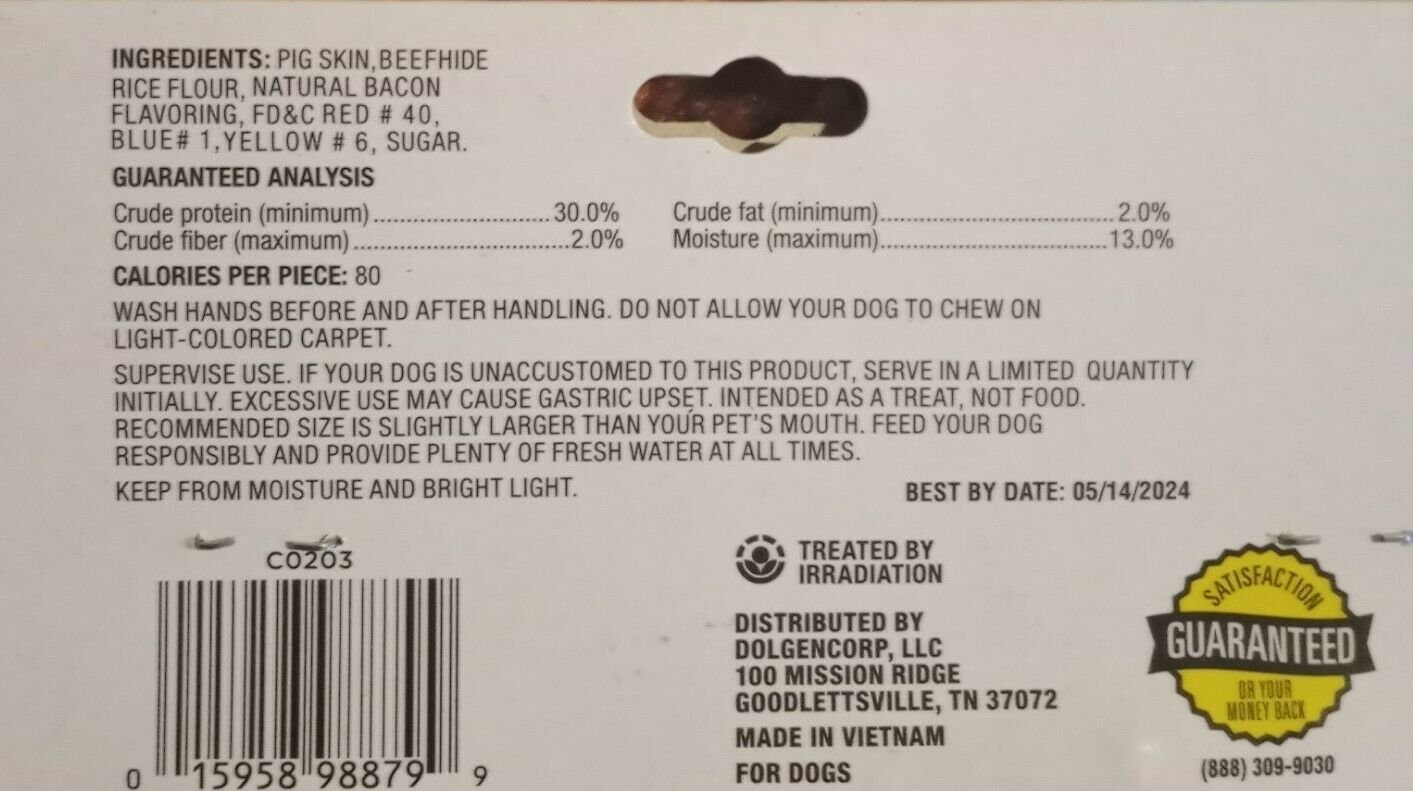 INGREDIENTS: PIG SKIN,BEEFHIDE
RICE FLOUR, NATURAL BACON
FLAVORING, FD&C RED # 40,
BLUE# 1,YELLOW # 6, SUGAR.
GUARANTEED ANALYSIS
Crude protein (minimum)...........................30.0%
Crude fiber (maximum).................................2.0%
Crude fat (minimum)....................................2.0%
Moisture (maximum)...................................13.0%
CALORIES PER PIECE: 80
WASH HANDS BEFORE AND AFTER HANDLING. DO NOT ALLOW YOUR DOG TO CHEW ON
LIGHT-COLORED CARPET.
SUPERVISE USE. IF YOUR DOG IS UNACCUSTOMED TO THIS PRODUCT, SERVE IN A LIMITED QUANTITY
INITIALLY. EXCESSIVE USE MAY CAUSE GASTRIC UPSET. INTENDED AS A TREAT, NOT FOOD.
RECOMMENDED SIZE IS SLIGHTLY LARGER THAN YOUR PET'S MOUTH. FEED YOUR DOG
RESPONSIBLY AND PROVIDE PLENTY OF FRESH WATER AT ALL TIMES.
KEEP FROM MOISTURE AND BRIGHT LIGHT.
BEST BY DATE: 05/14/2024
C0203
0 15958 98879 9
TREATED BY
IRRADIATION
DISTRIBUTED BY
DOLGENCORP, LLC
100 MISSION RIDGE
GOODLETTSVILLE, TN 37072
MADE IN VIETNAM
FOR DOGS
SATISFACTION
GUARANTEED
OR YOUR
MONEY BACK
(888) 309-9030